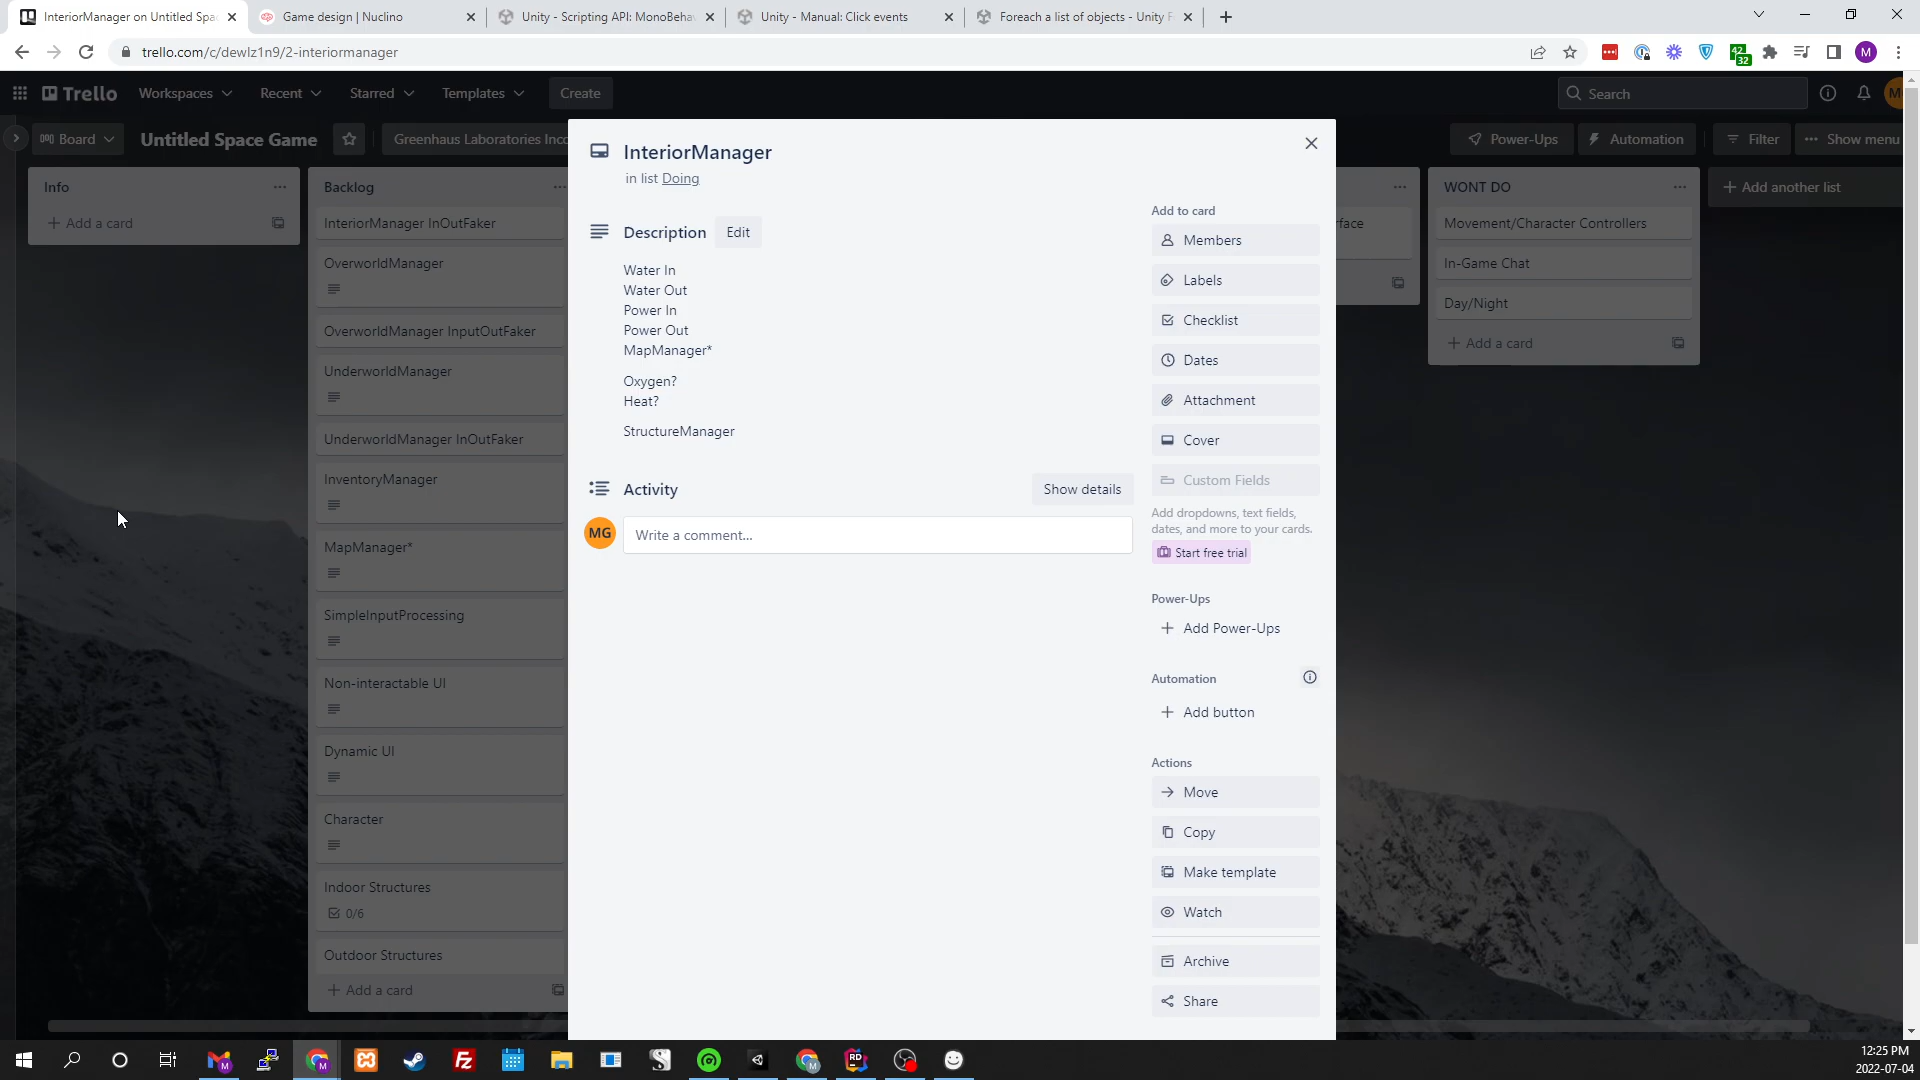 InteriorManager on Untitled Spac
Game design | Nuclino
Unity - Scripting API: MonoBehav
Unity - Manual: Click events
Foreach a list of objects - Unity F
trello.com/c/dewlz1n9/2-interiormanager
42
32
M
Trello
Workspaces
Recent
Starred
Templates
Create
Search
Board
Untitled Space Game
Greenhaus Laboratories Inco
Power-Ups
Automation
Filter
Show menu
Info
Add a card
Backlog
InteriorManager InOutFaker
OverworldManager
OverworldManager InputOutFaker
UnderworldManager
UnderworldManager InOutFaker
InventoryManager
MapManager*
SimpleInputProcessing
Non-interactable UI
Dynamic UI
Character
Indoor Structures
0/6
Outdoor Structures
Add a card
InteriorManager
in list Doing
Description
Edit
Water In
Water Out
Power In
Power Out
MapManager*
Oxygen?
Heat?
StructureManager
Activity
Show details
MG
Write a comment...
Add to card
Members
Labels
Checklist
Dates
Attachment
Cover
Custom Fields
Add dropdowns, text fields,
dates, and more to your cards.
Start free trial
Power-Ups
Add Power-Ups
Automation
Add button
Actions
Move
Copy
Make template
Watch
Archive
Share
rface
WONT DO
Movement/Character Controllers
In-Game Chat
Day/Night
Add a card
Add another list
12:25 PM
2022-07-04